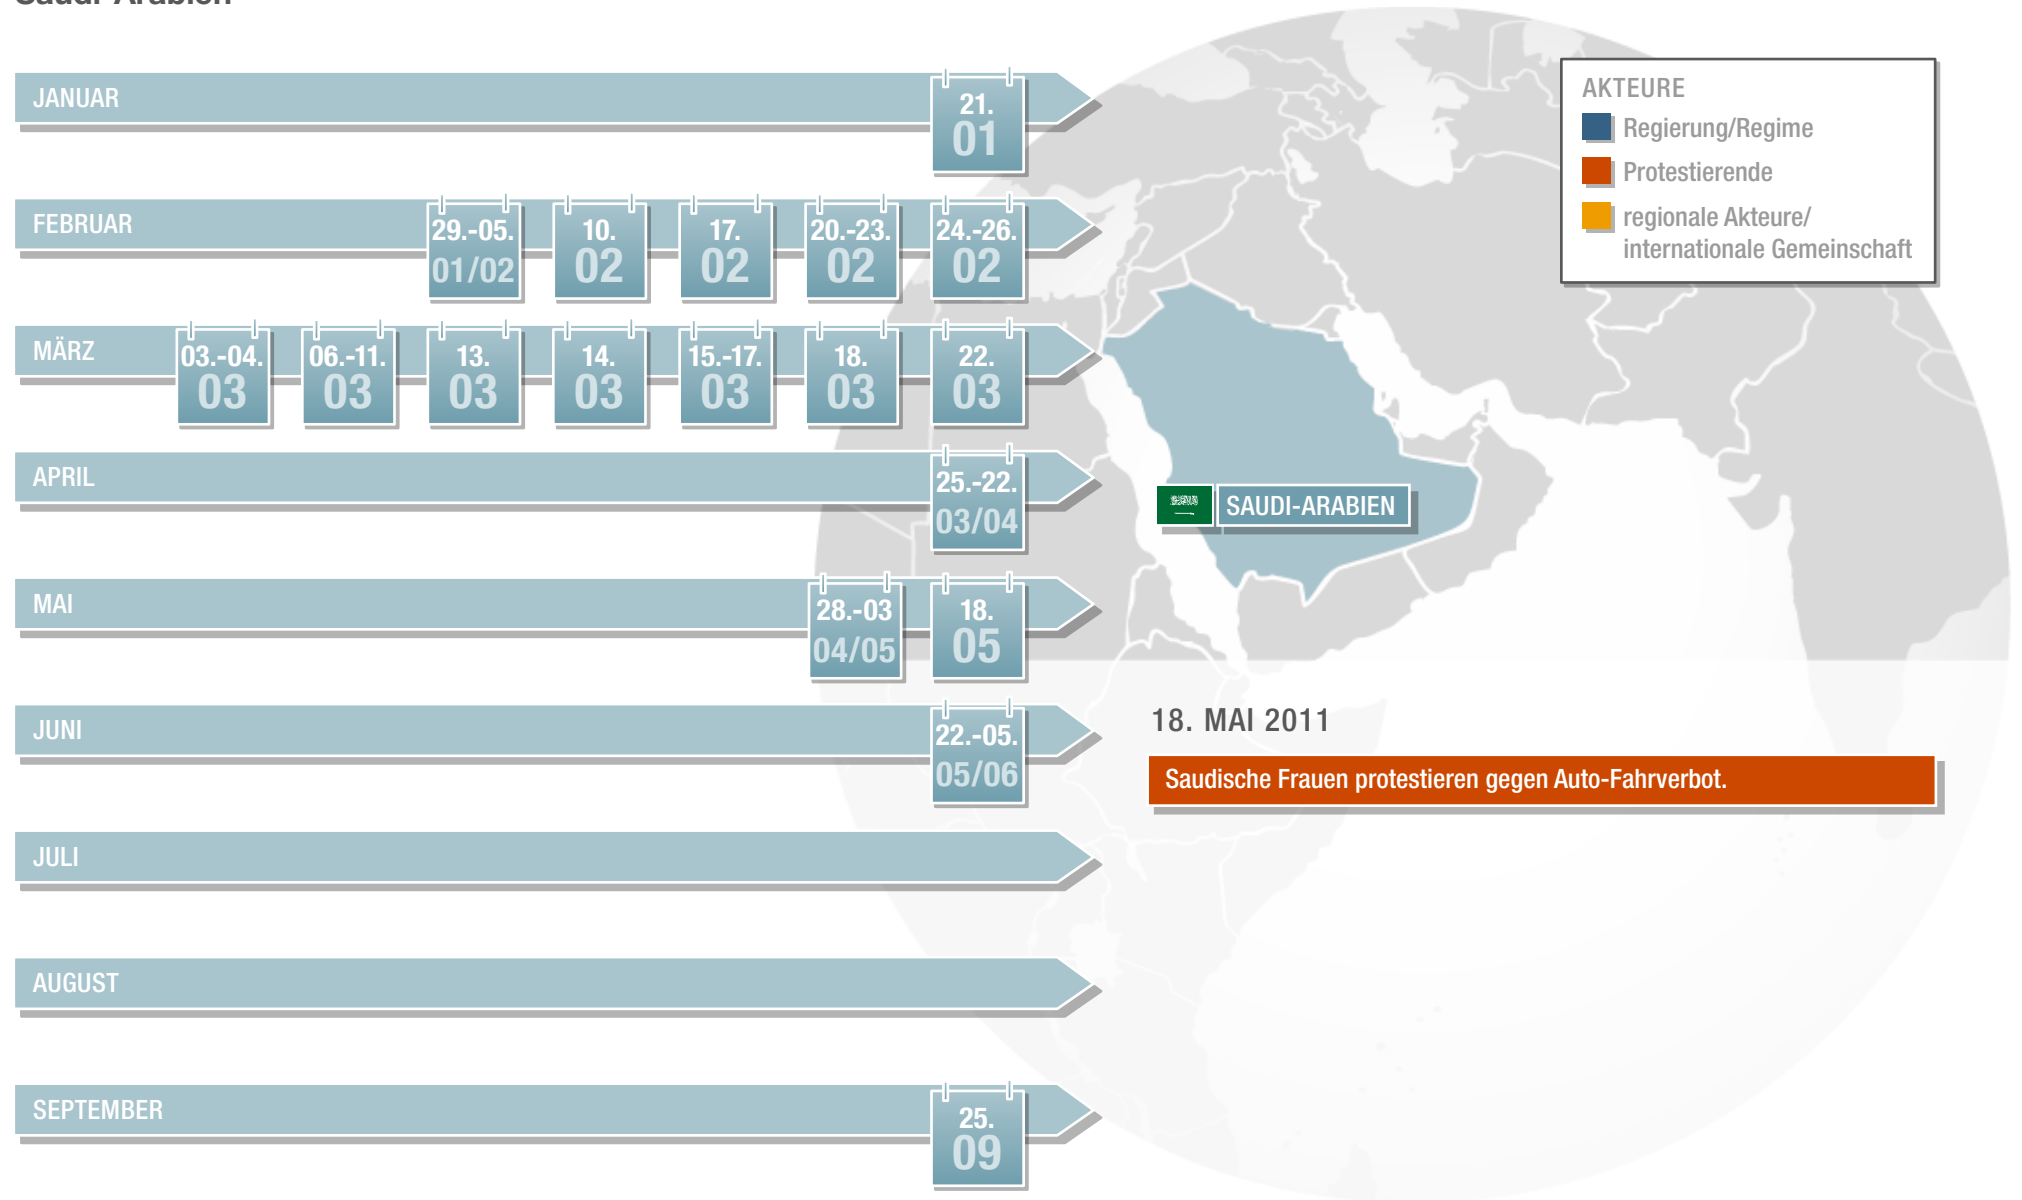 Saudi-Arabien
JANUAR
21.
01
FEBRUAR
29.-05.
01/02
10.
02
17.
02
20.-23.
02
24.-26.
02
MÄRZ
03.-04.
03
06.-11.
03
13.
03
14.
03
15.-17.
03
18.
03
22.
03
APRIL
25.-22.
03/04
MAI
28.-03
04/05
18.
05
JUNI
22.-05.
05/06
JULI
AUGUST
SEPTEMBER
25.
09
AKTEURE
Regierung/Regime
Protestierende
regionale Akteure/
internationale Gemeinschaft
SAUDI-ARABIEN
18. MAI 2011
Saudische Frauen protestieren gegen Auto-Fahrverbot.